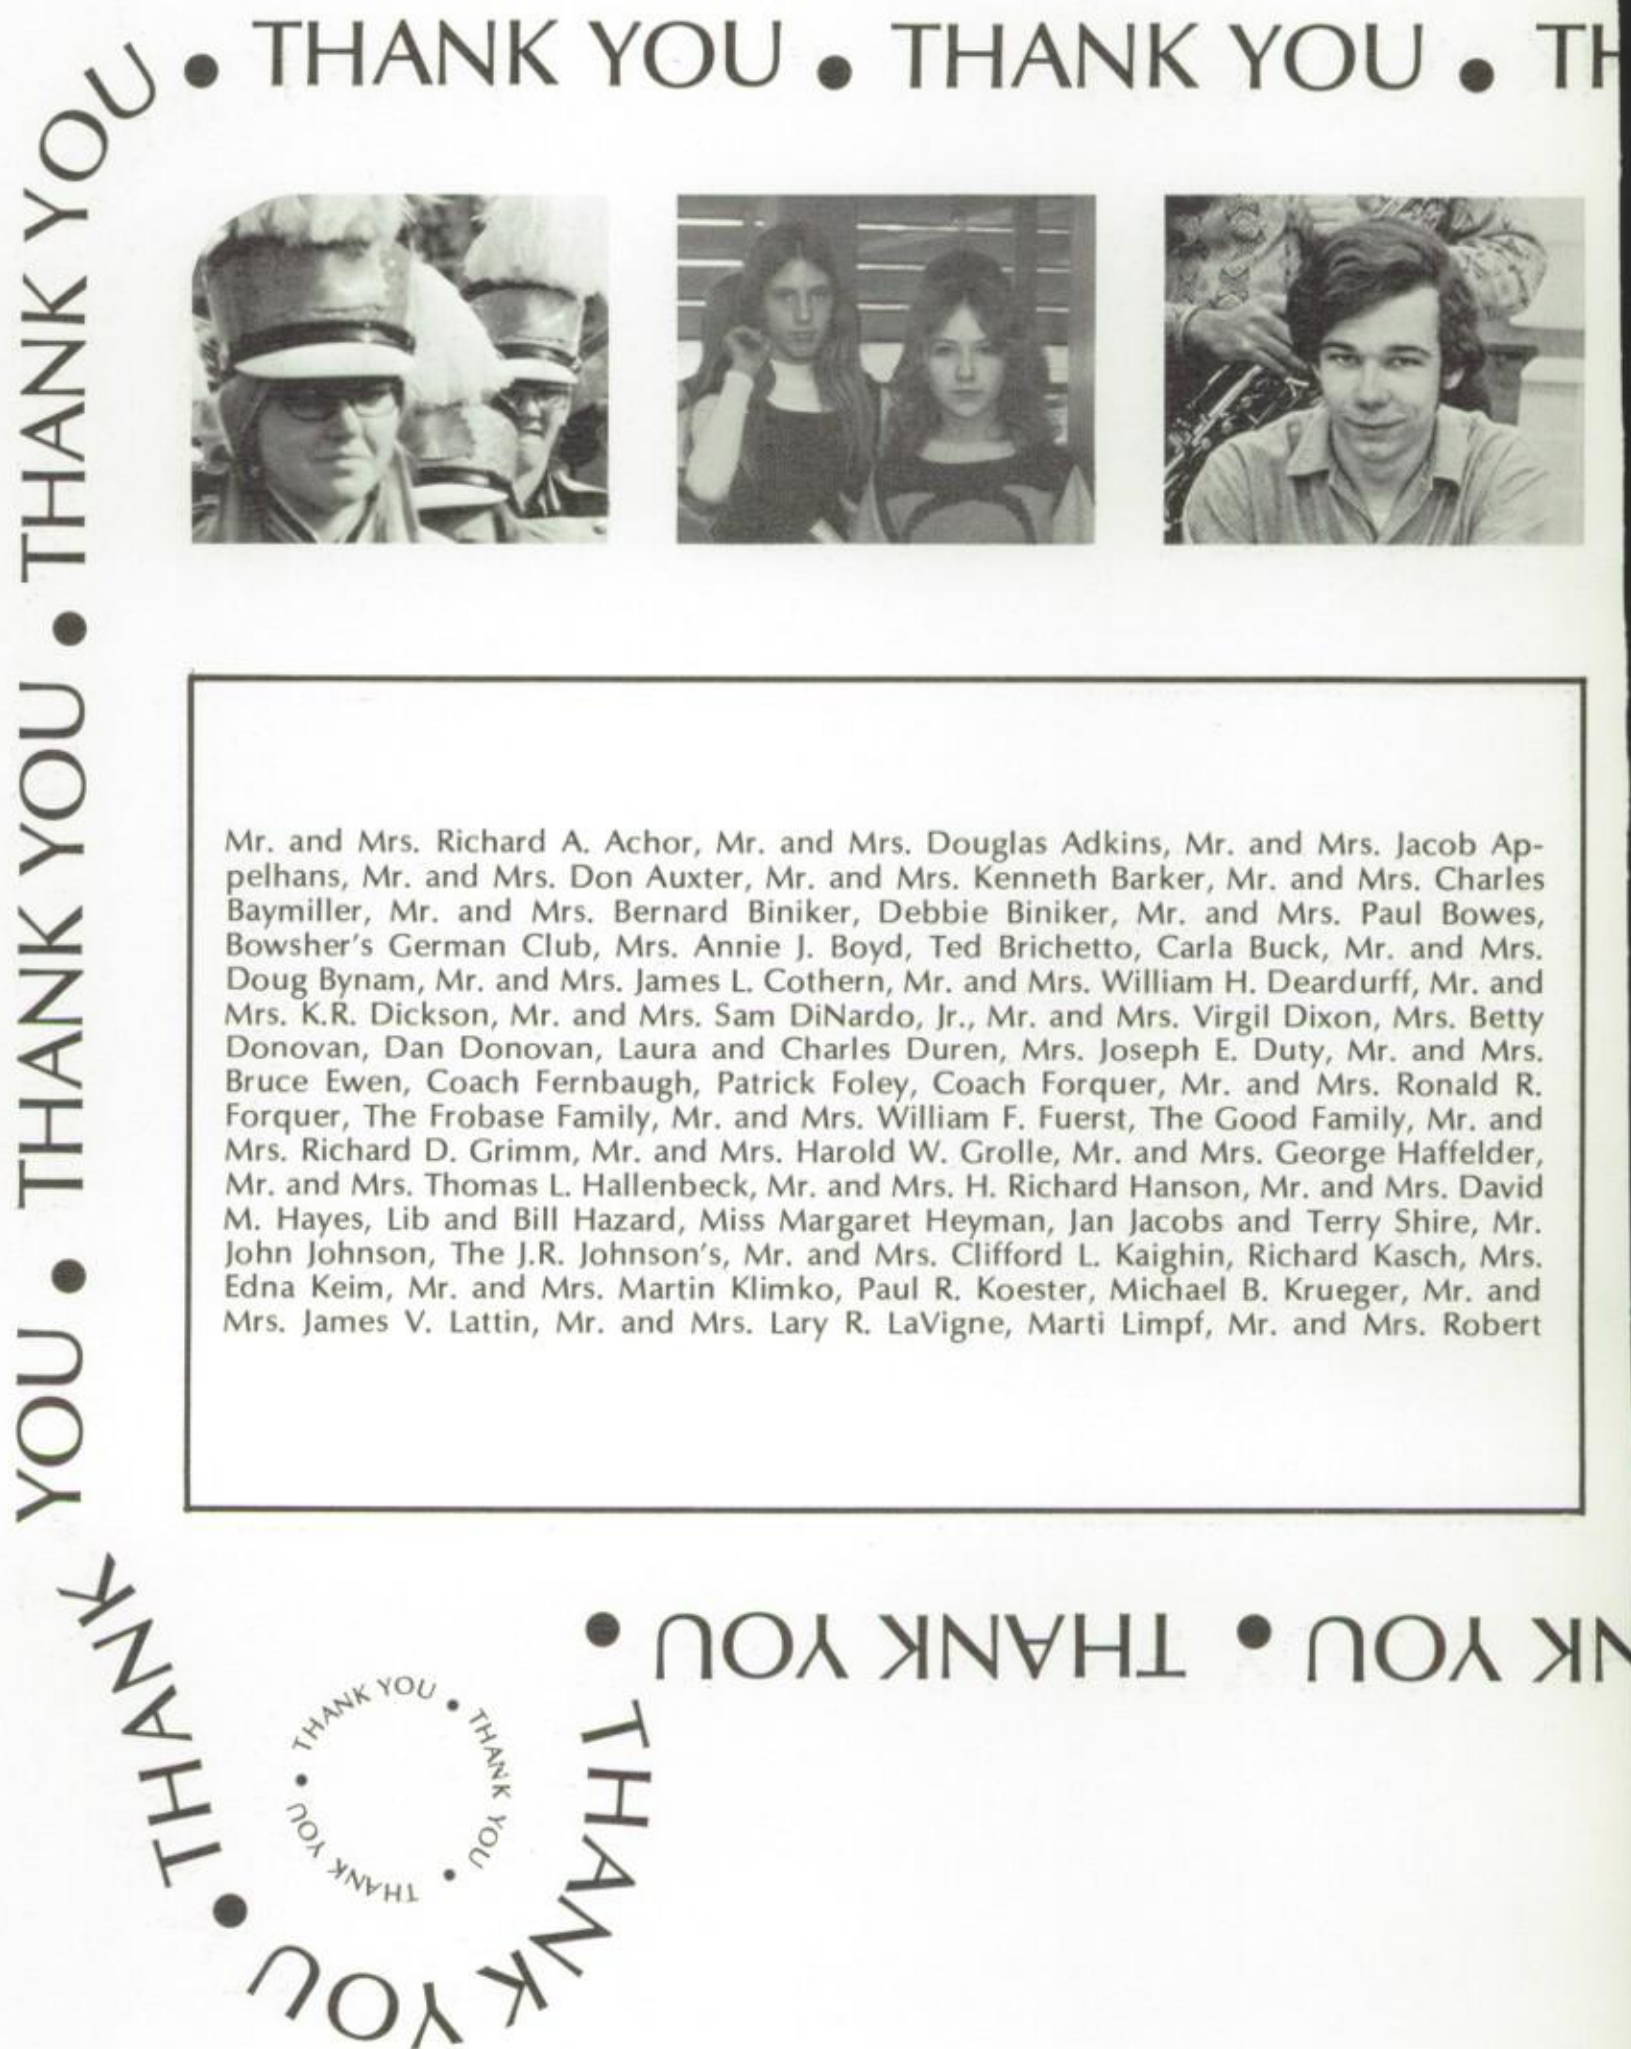 YOU • THANK YOU • THANK YOU • TH
THANK YOU • THANK YOU • THANK YOU
Mr. and Mrs. Richard A. Achor, Mr. and Mrs. Douglas Adkins, Mr. and Mrs. Jacob Ap-
pelhans, Mr. and Mrs. Don Auxter, Mr. and Mrs. Kenneth Barker, Mr. and Mrs. Charles
Baymiller, Mr. and Mrs. Bernard Biniker, Debbie Biniker, Mr. and Mrs. Paul Bowes,
Bowsher's German Club, Mrs. Annie J. Boyd, Ted Brichetto, Carla Buck, Mr. and Mrs.
Doug Bynam, Mr. and Mrs. James L. Cothern, Mr. and Mrs. William H. Deardurff, Mr. and
Mrs. K.R. Dickson, Mr. and Mrs. Sam DiNardo, Jr., Mr. and Mrs. Virgil Dixon, Mrs. Betty
Donovan, Dan Donovan, Laura and Charles Duren, Mrs. Joseph E. Duty, Mr. and Mrs.
Bruce Ewen, Coach Fernbaugh, Patrick Foley, Coach Forquer, Mr. and Mrs. Ronald R.
Forquer, The Frobase Family, Mr. and Mrs. William F. Fuerst, The Good Family, Mr. and
Mrs. Richard D. Grimm, Mr. and Mrs. Harold W. Grolle, Mr. and Mrs. George Haffelder,
Mr. and Mrs. Thomas L. Hallenbeck, Mr. and Mrs. H. Richard Hanson, Mr. and Mrs. David
M. Hayes, Lib and Bill Hazard, Miss Margaret Heyman, Jan Jacobs and Terry Shire, Mr.
John Johnson, The J.R. Johnson's, Mr. and Mrs. Clifford L. Kaighin, Richard Kasch, Mrs.
Edna Keim, Mr. and Mrs. Martin Klimko, Paul R. Koester, Michael B. Krueger, Mr. and
Mrs. James V. Lattin, Mr. and Mrs. Lary R. LaVigne, Marti Limpf, Mr. and Mrs. Robert
NK YOU • THANK YOU •
THANK YOU • THANK
THANK YOU • THANK YOU • THANK YOU •